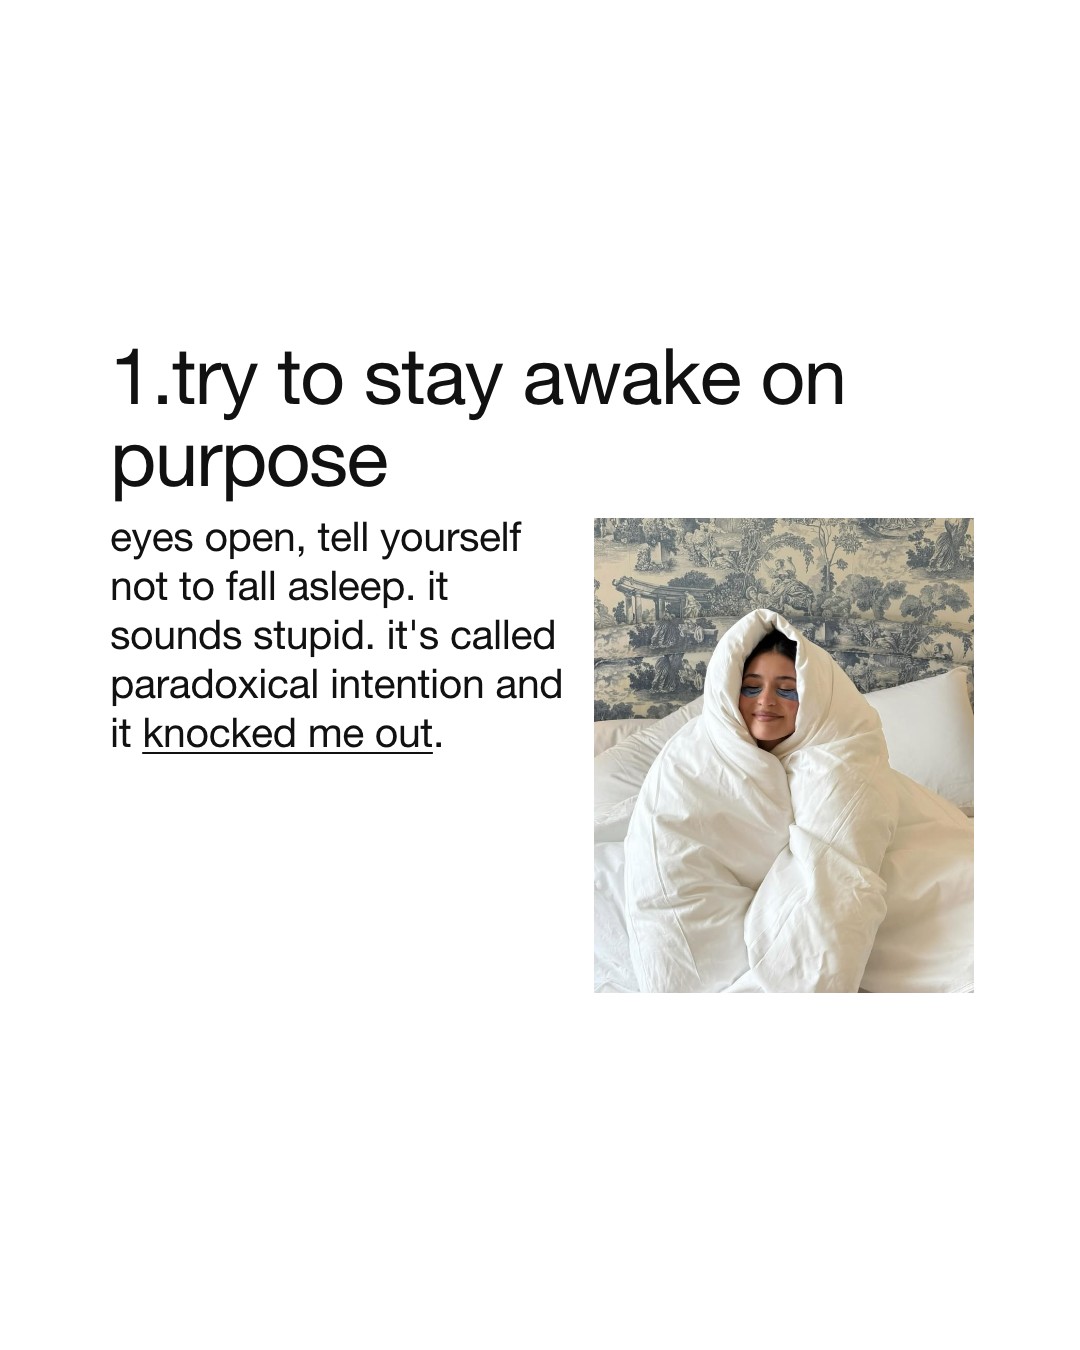 1.try to stay awake on
purpose
eyes open, tell yourself
not to fall asleep. it
sounds stupid. it's called
paradoxical intention and
it knocked me out.